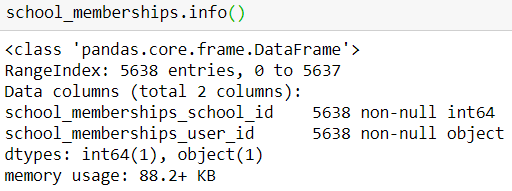 school_memberships.info()
<class 'pandas.core.frame.DataFrame'>
RangeIndex: 5638 entries, 0 to 5637
Data columns (total 2 columns):
school_memberships_school_id    5638 non-null int64
school_memberships_user_id      5638 non-null object
dtypes: int64(1), object(1)
memory usage: 88.2+ KB